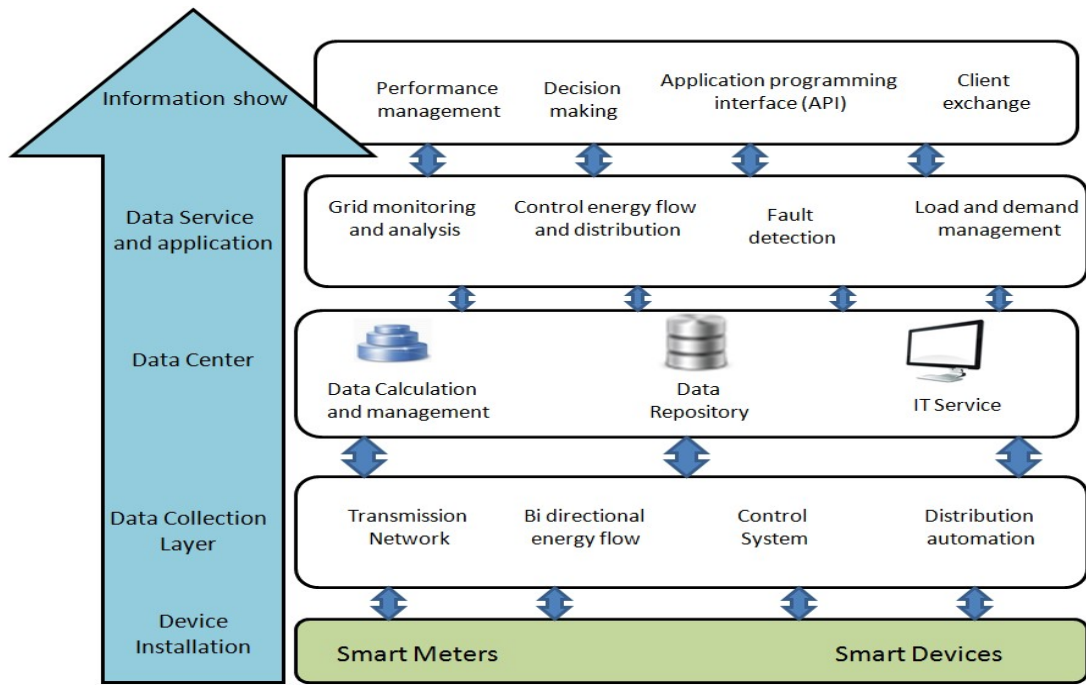 Information show
Performance
management
Decision
making
Application programming
interface (API)
Client
exchange
Data Service
and application
Grid monitoring
and analysis
Control energy flow
and distribution
Fault
detection
Load and demand
management
Data Center
Data Calculation
and management
Data
Repository
IT Service
Data Collection
Layer
Transmission
Network
Bi directional
energy flow
Control
System
Distribution
automation
Device
Installation
Smart Meters
Smart Devices